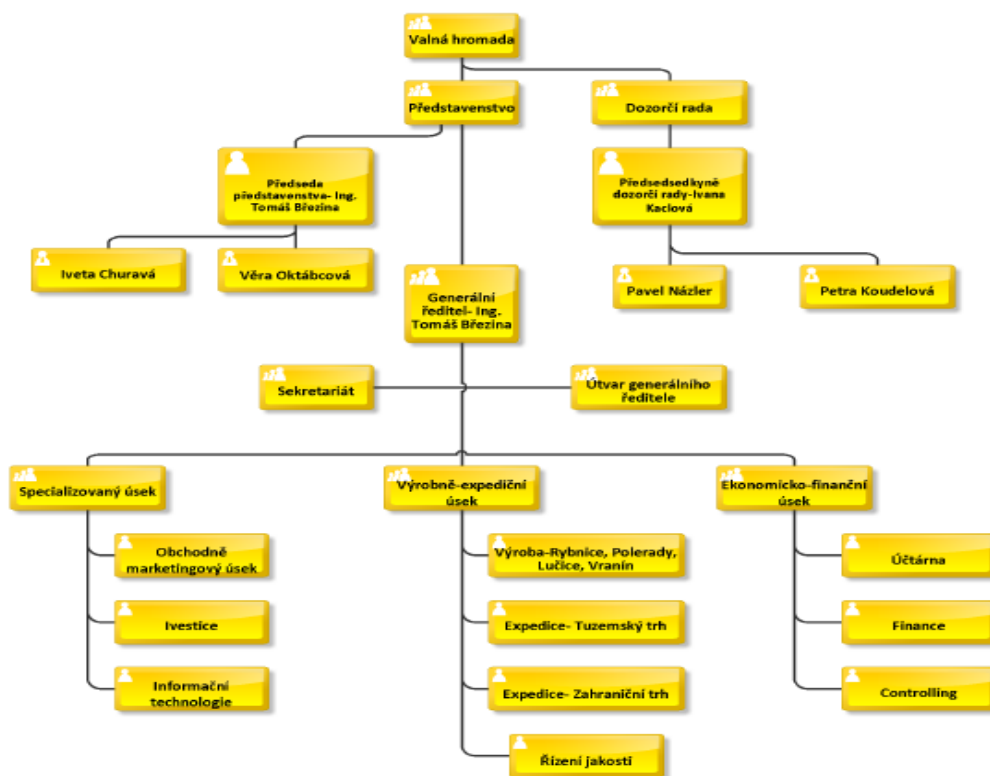 Valná hromada
Představenstvo
Dozorčí rada
Předseda
představenstva- Ing.
Tomáš Březina
Předsedsedkyně
dozorčí rady-Ivana
Kaclová
Iveta Churavá
Věra Oktábcová
Generální
ředitel- Ing.
Tomáš Březina
Pavel Názler
Petra Koudelová
Sekretariát
Útvar generálního
ředitele
Specializovaný úsek
Výrobně-expediční
úsek
Ekonomicko-finanční
úsek
Obchodně
marketingový úsek
Výroba-Rybnice, Polerady,
Lučice, Vranín
Účtárna
Ivestice
Expedice- Tuzemský trh
Finance
Informační
technologie
Expedice- Zahraniční trh
Controlling
Řízení jakosti